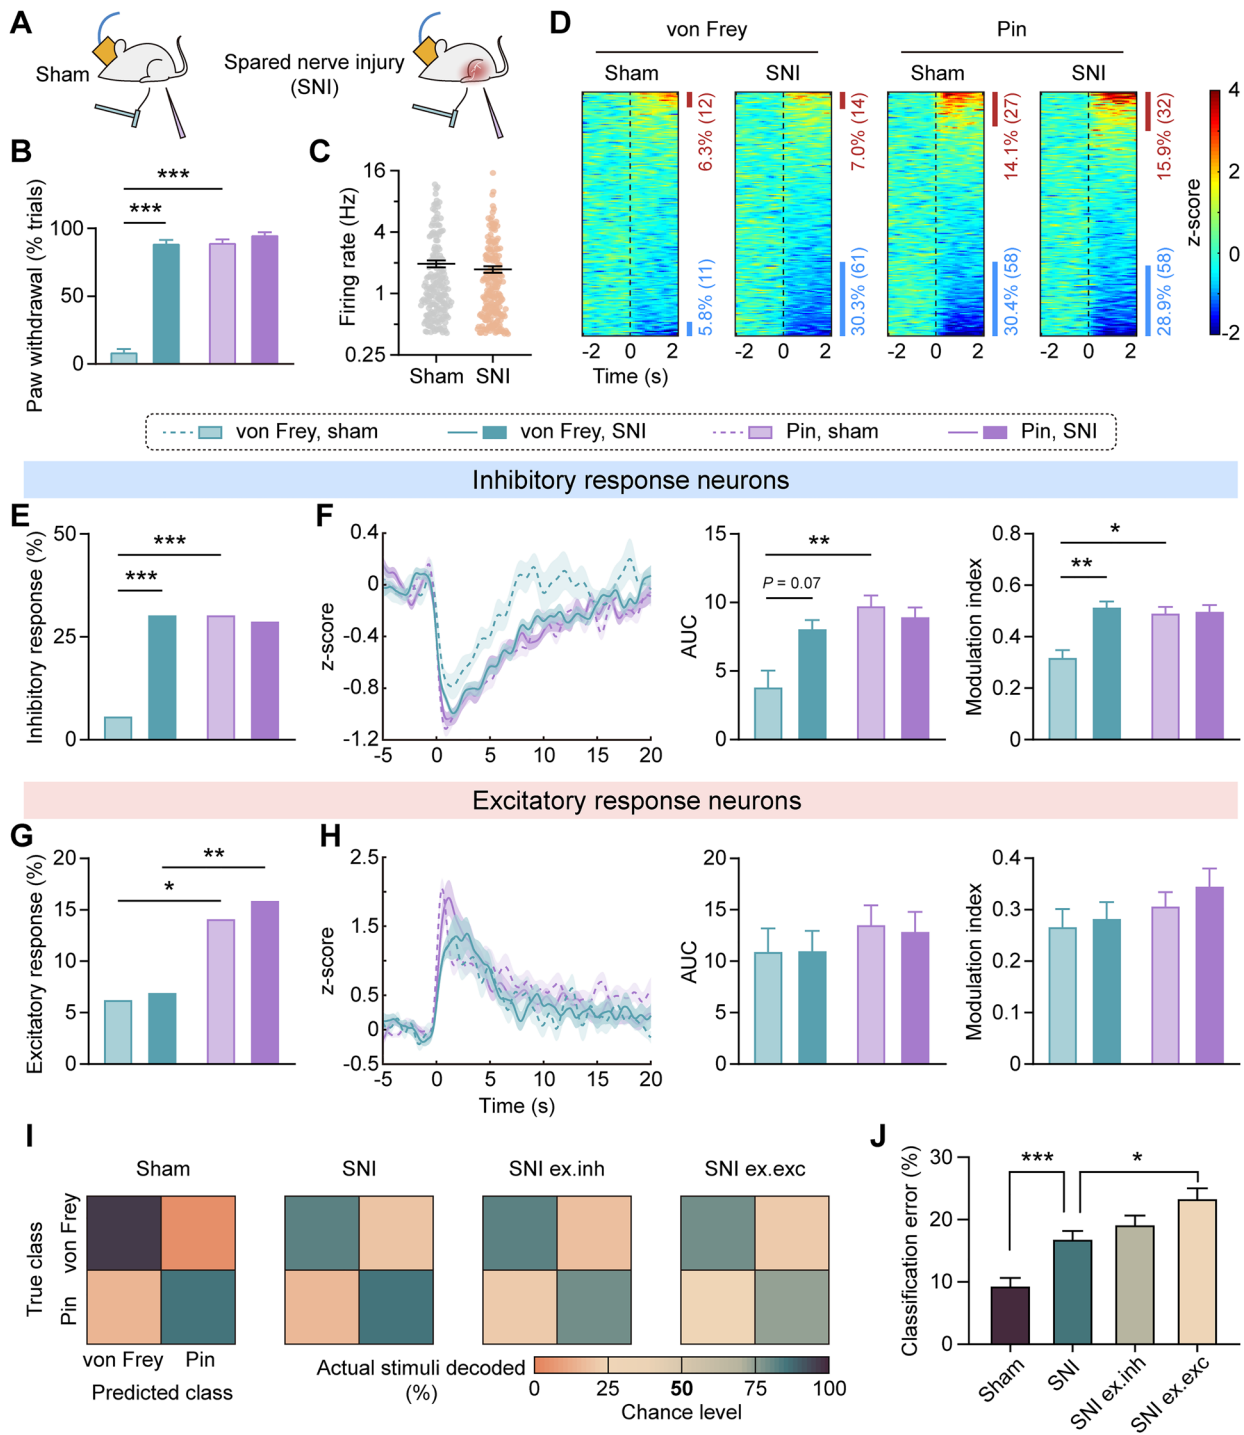 A
Sham
Spared nerve injury
(SNI)
B
Paw withdrawal (% trials)
100
50
0
***
***
C
Firing rate (Hz)
16
4
1
0.25
Sham
SNI
D
von Frey
Pin
Sham
SNI
Sham
SNI
6.3% (12)
5.8% (11)
7.0% (14)
30.3% (61)
14.1% (27)
30.4% (58)
15.9% (32)
28.9% (58)
-2 0 2
-2 0 2
-2 0 2
-2 0 2
Time (s)
z-score
4
2
0
-2
von Frey, sham
von Frey, SNI
Pin, sham
Pin, SNI
Inhibitory response neurons
E
Inhibitory response (%)
50
25
0
***
***
F
z-score
0.4
0
-0.4
-0.8
-1.2
-5 0 5 10 15 20
AUC
15
10
5
0
**
P = 0.07
Modulation index
0.8
0.6
0.4
0.2
0
*
**
Excitatory response neurons
G
Excitatory response (%)
20
15
10
5
0
**
*
H
z-score
2.5
1.5
0.5
0
-0.5
-5 0 5 10 15 20
Time (s)
AUC
20
15
10
5
0
Modulation index
0.4
0.3
0.2
0.1
0
I
Sham
SNI
SNI ex.inh
SNI ex.exc
True class
von Frey
Pin
von Frey Pin
Predicted class
Actual stimuli decoded
(%)
0 25 50 75 100
Chance level
J
Classification error (%)
30
20
10
0
***
*
Sham
SNI
SNI ex.inh
SNI ex.exc